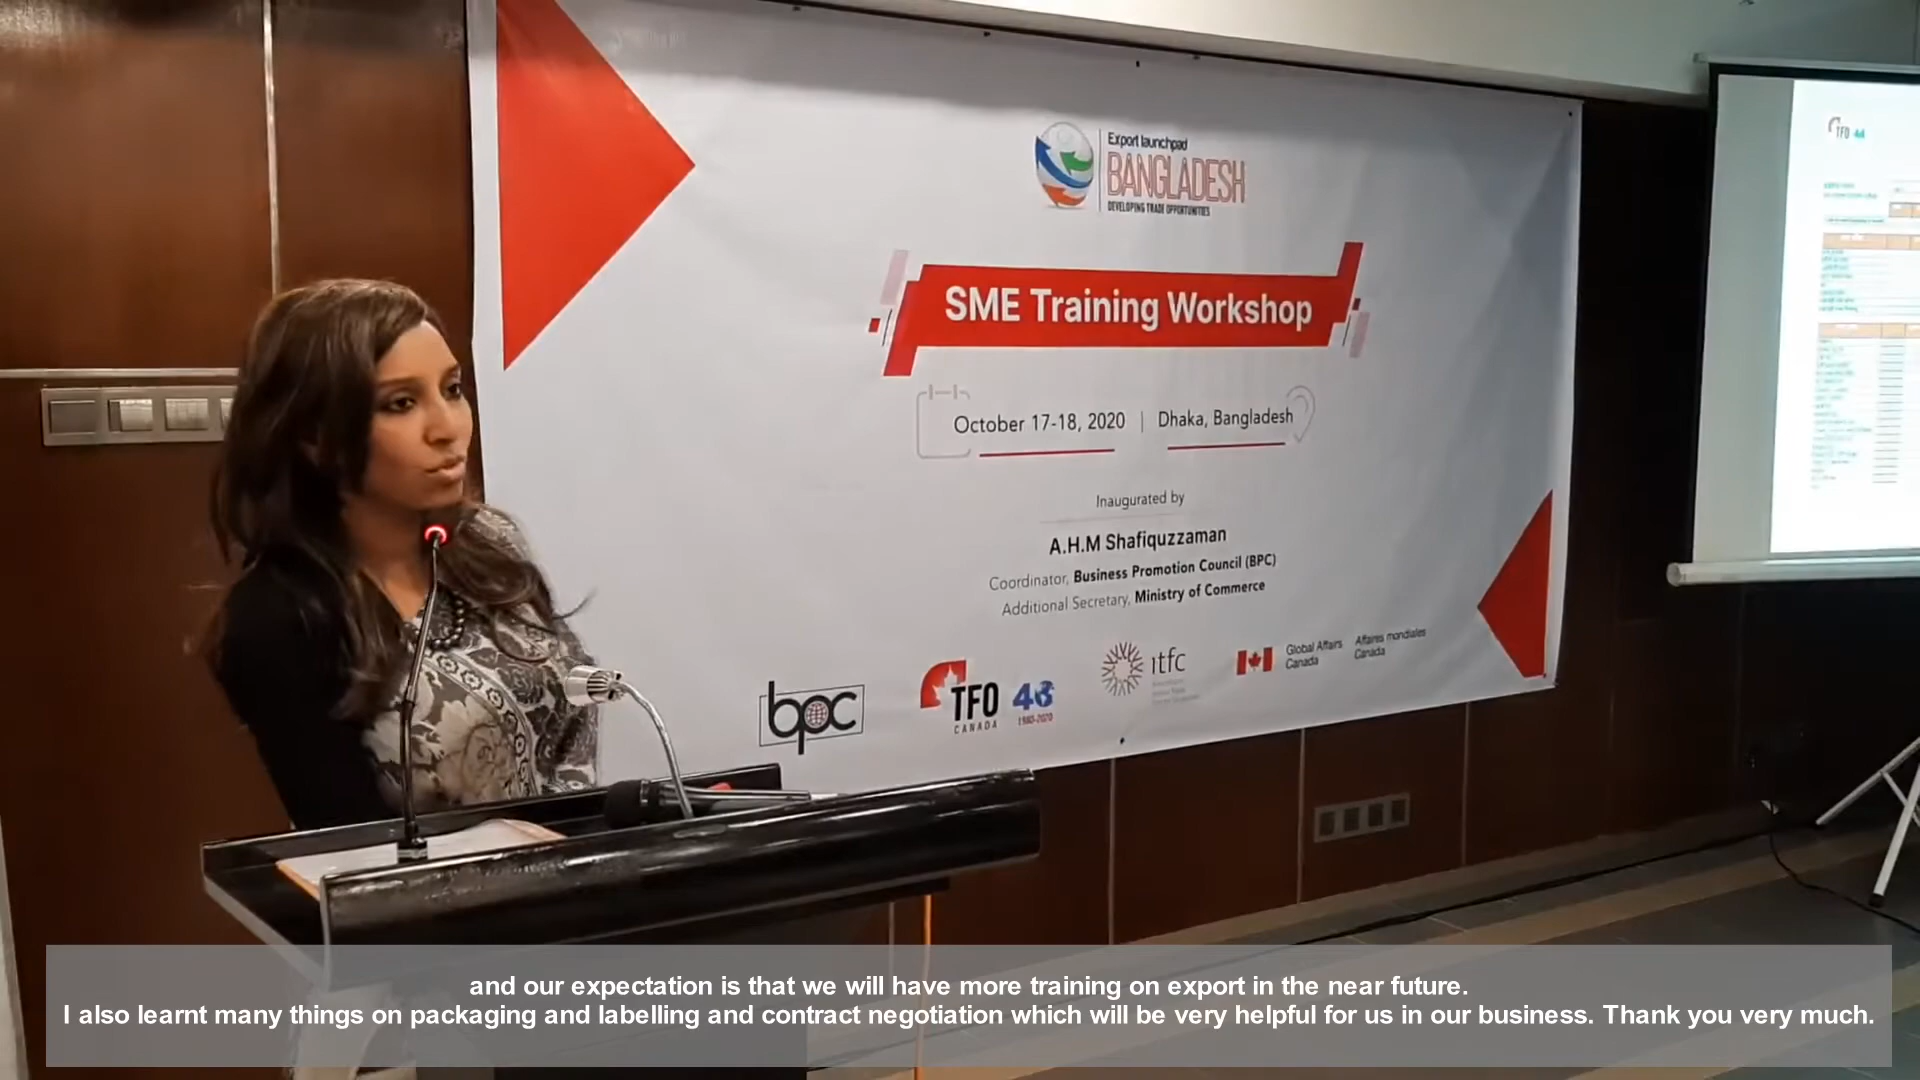 Export launchpad
BANGLADESH
DEVELOPING TRADE OPPORTUNITIES
SME Training Workshop
October 17-18, 2020 | Dhaka, Bangladesh
Inaugurated by
A.H.M Shafiquzzaman
Coordinator, Business Promotion Council (BPC)
Additional Secretary, Ministry of Commerce
bpc
TFO
CANADA
1980-2020
itfc
Global Affairs
Canada
Affaires mondiales
Canada
TFO
and our expectation is that we will have more training on export in the near future.
I also learnt many things on packaging and labelling and contract negotiation which will be very helpful for us in our business. Thank you very much.